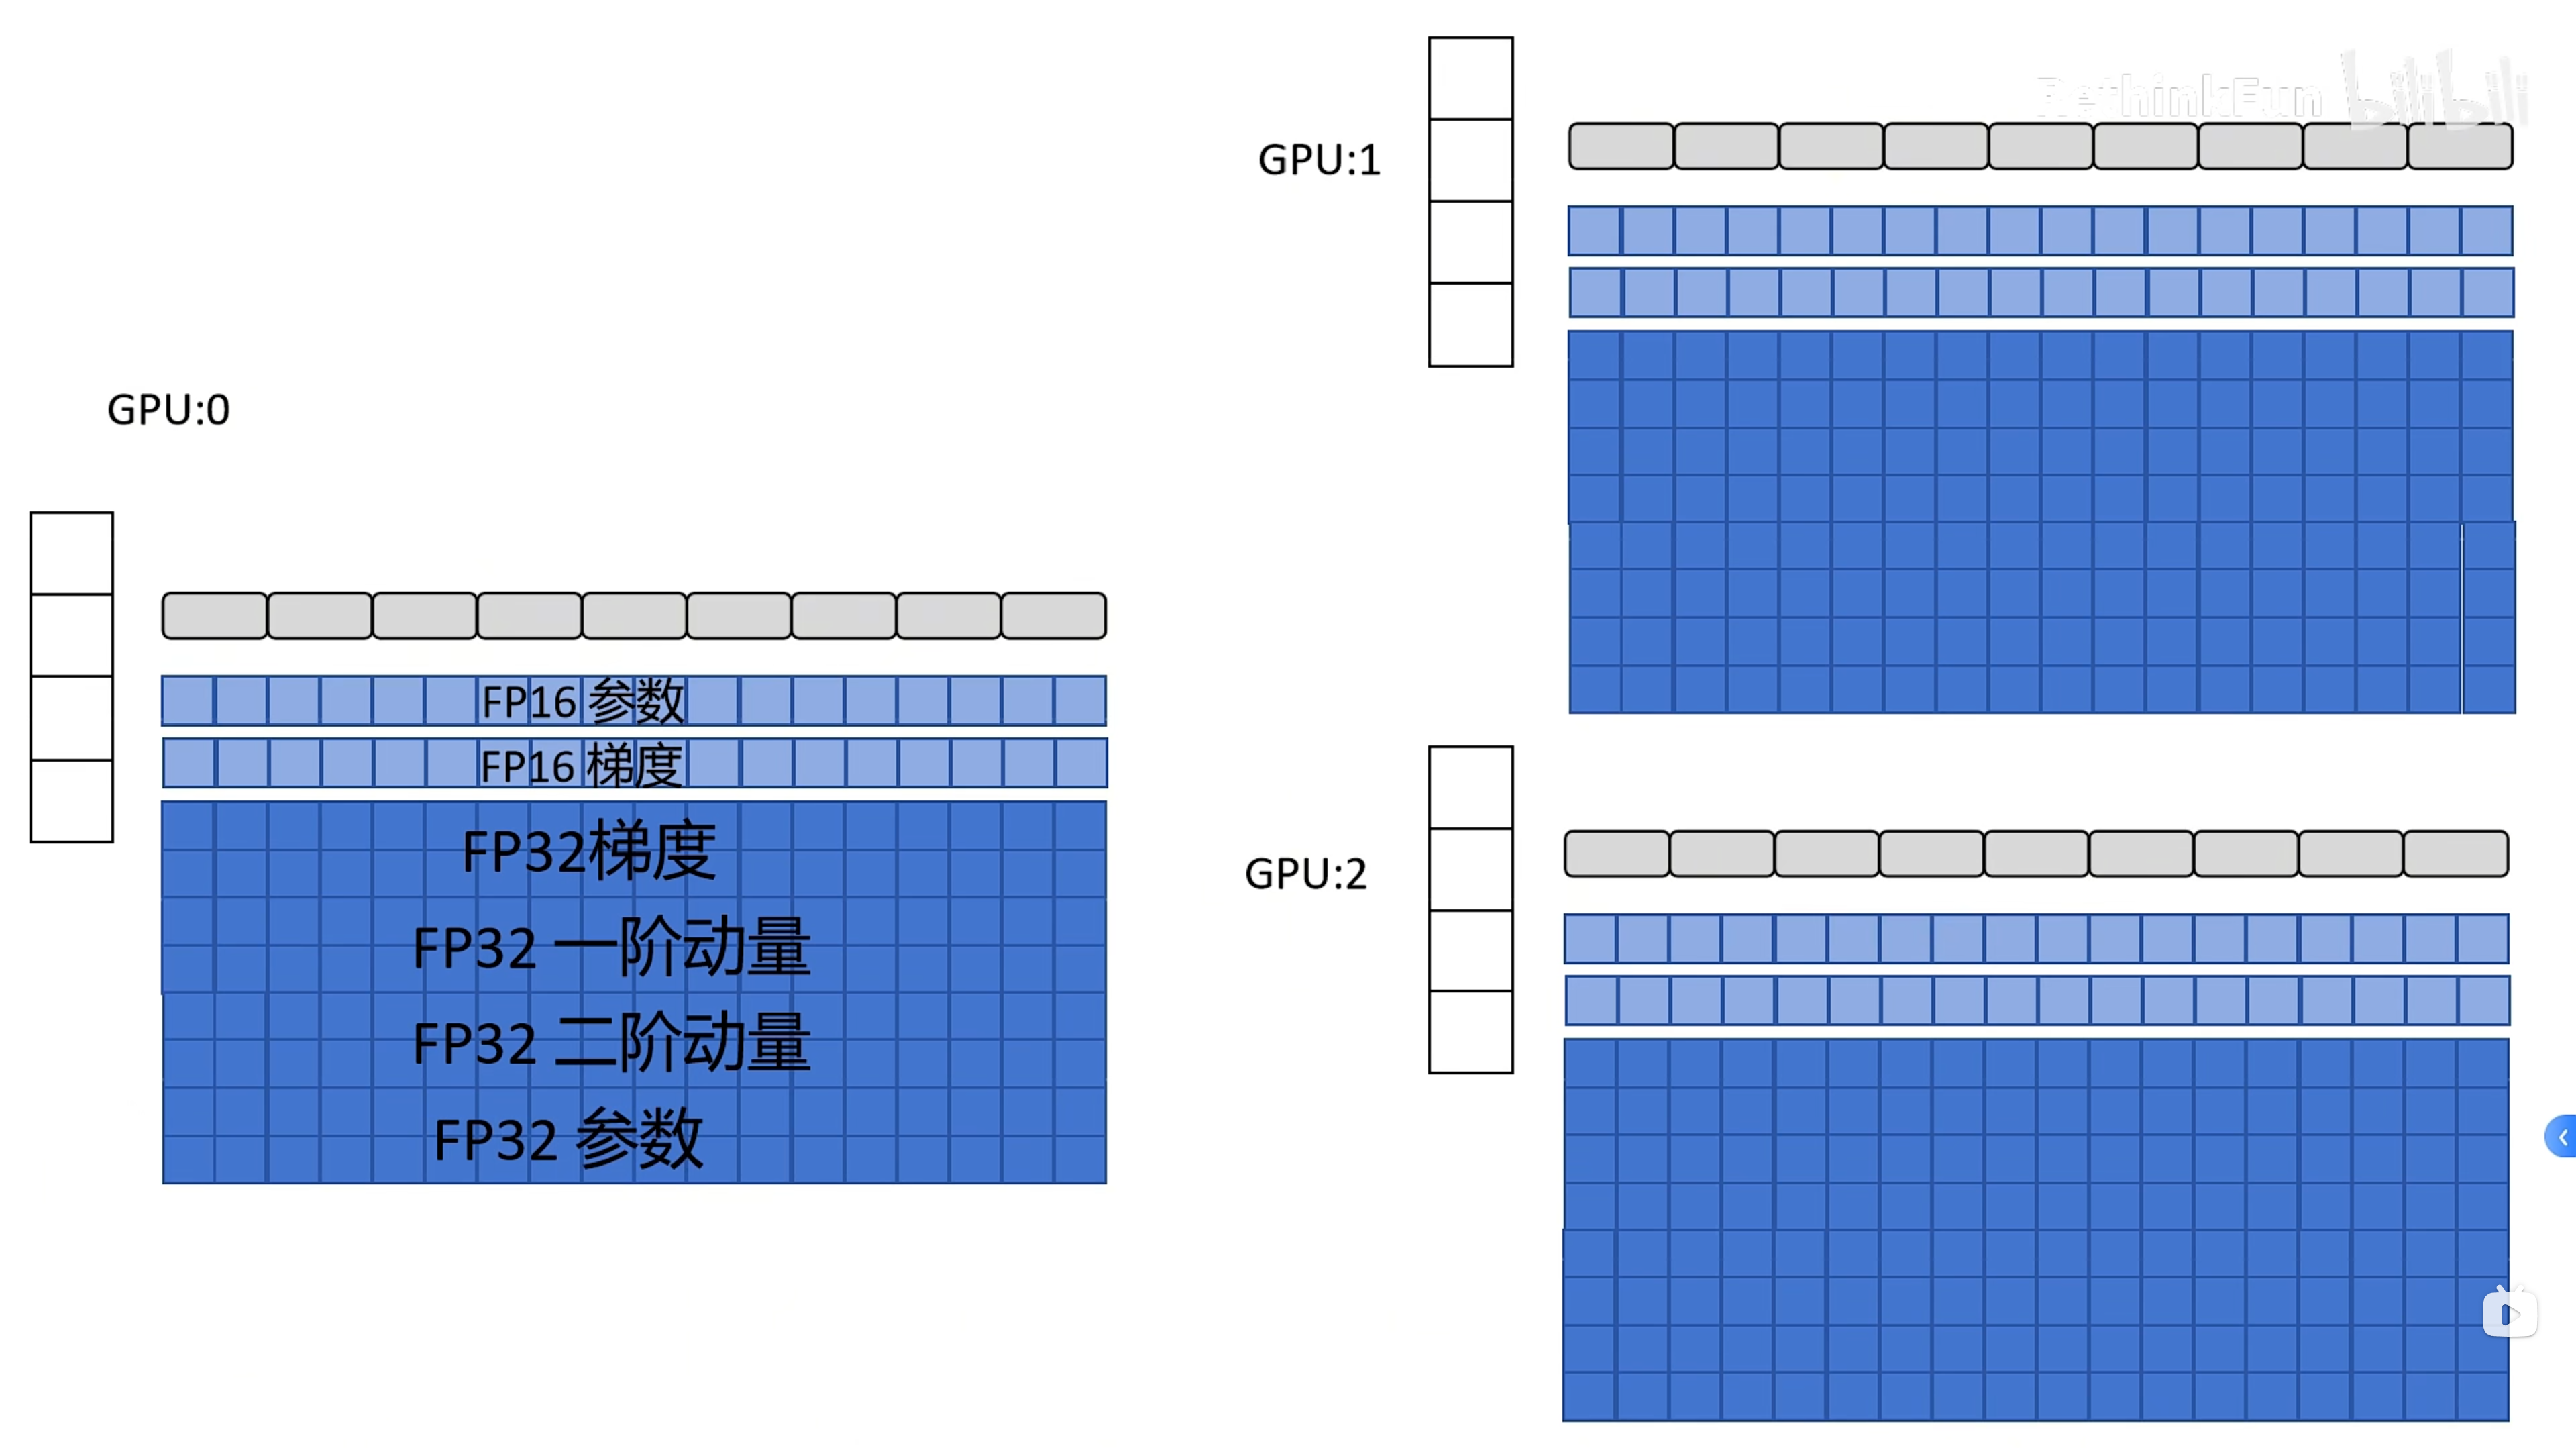 RethinkFun bilibili
GPU:1
GPU:0
FP16 参数
FP16 梯度
FP32梯度
FP32 一阶动量
FP32 二阶动量
FP32 参数
GPU:2